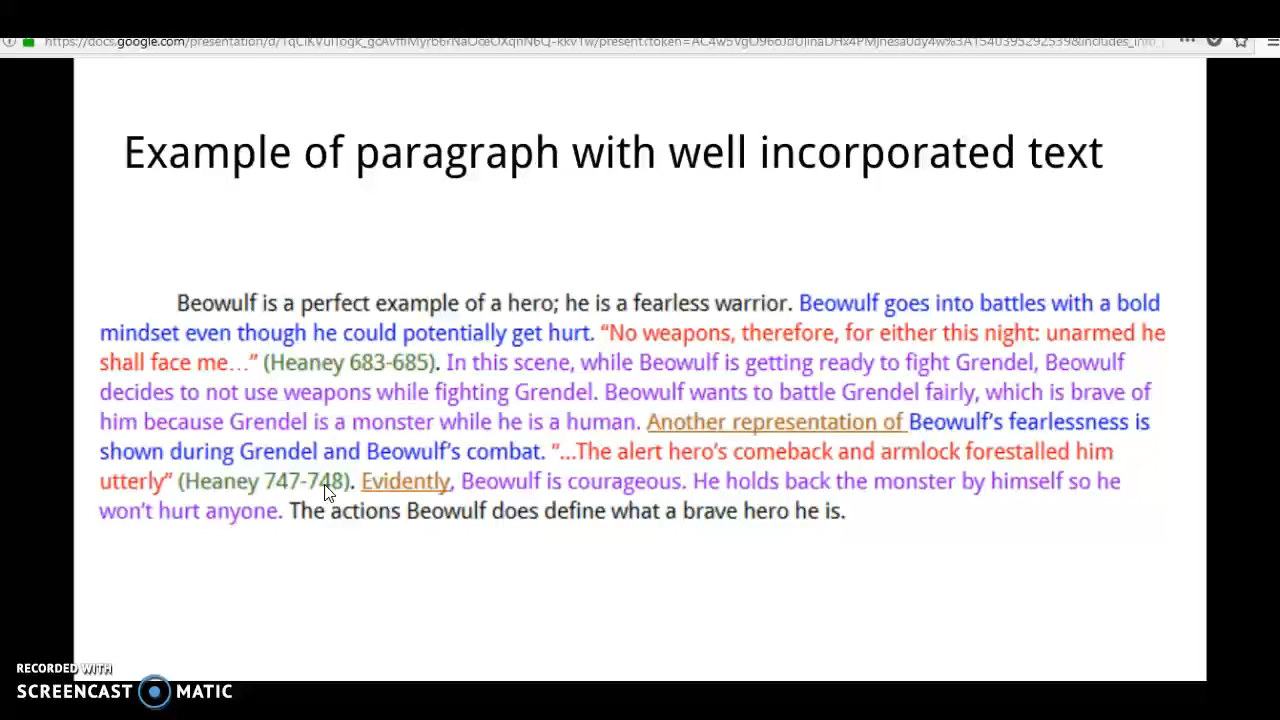 Example of paragraph with well incorporated text
Beowulf is a perfect example of a hero; he is a fearless warrior. Beowulf goes into battles with a bold
mindset even though he could potentially get hurt. “No weapons, therefore, for either this night: unarmed he
shall face me…” (Heaney 683-685). In this scene, while Beowulf is getting ready to fight Grendel, Beowulf
decides to not use weapons while fighting Grendel. Beowulf wants to battle Grendel fairly, which is brave of
him because Grendel is a monster while he is a human. Another representation of Beowulf’s fearlessness is
shown during Grendel and Beowulf’s combat. “…The alert hero’s comeback and armlock forestalled him
utterly” (Heaney 747-748). Evidently, Beowulf is courageous. He holds back the monster by himself so he
won’t hurt anyone. The actions Beowulf does define what a brave hero he is.
RECORDED WITH
SCREENCAST MATIC